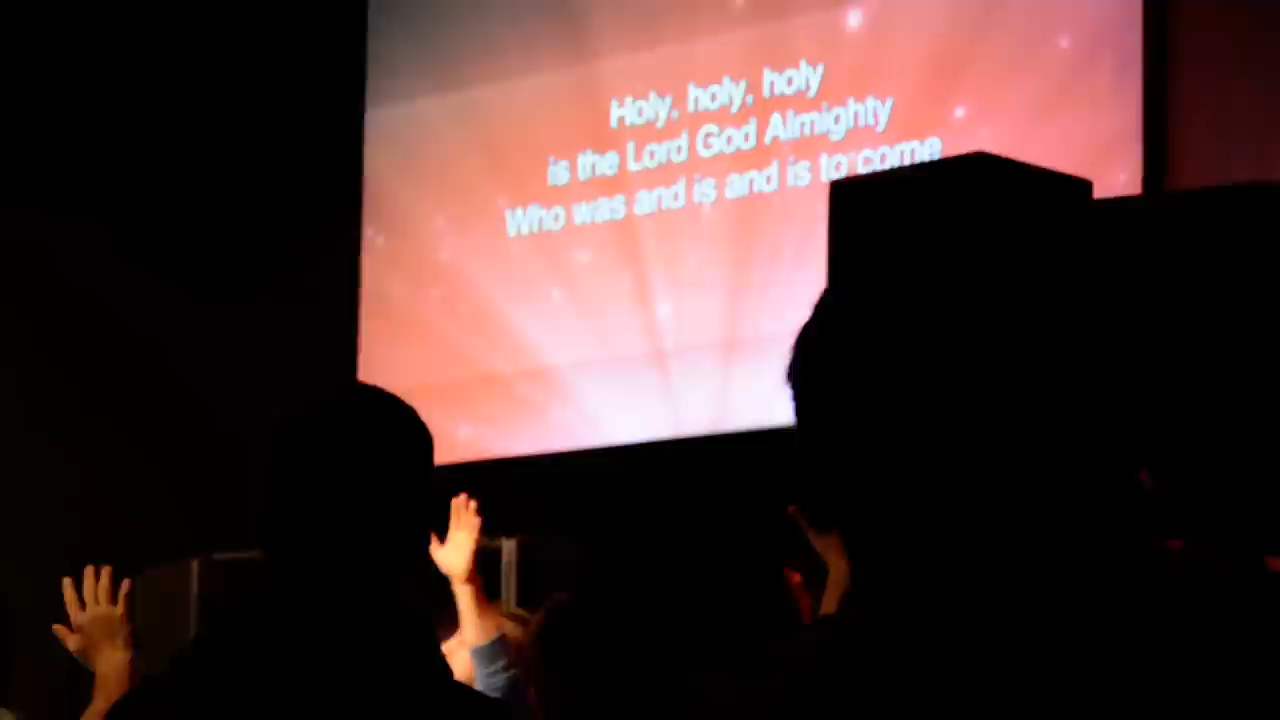 Holy, holy, holy
is the Lord God Almighty
Who was and is and is to come